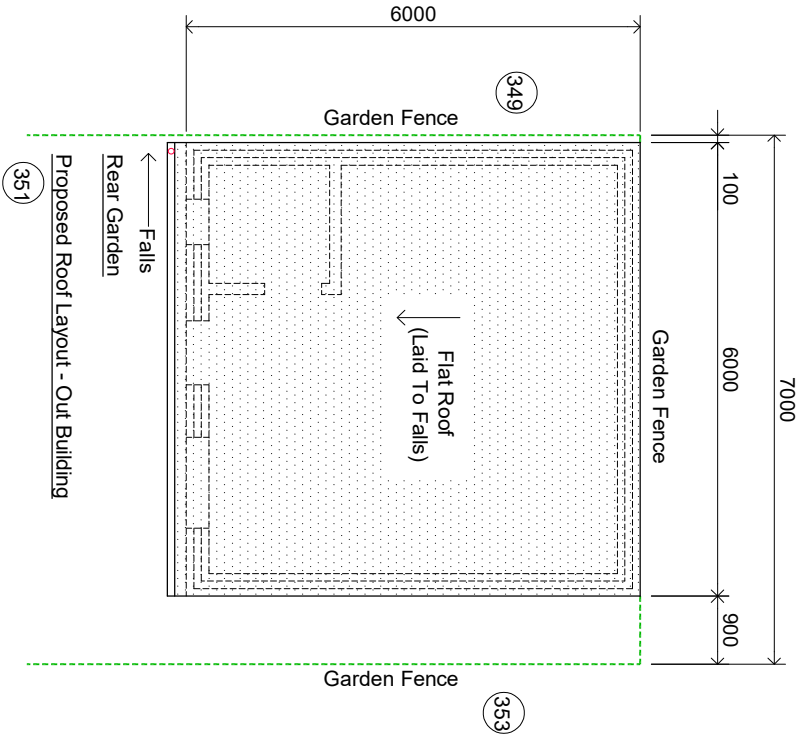 6000
349
Garden Fence
100
6000
7000
900
Garden Fence
Flat Roof
(Laid To Falls)
Falls
Rear Garden
Proposed Roof Layout - Out Building
351
Garden Fence
353